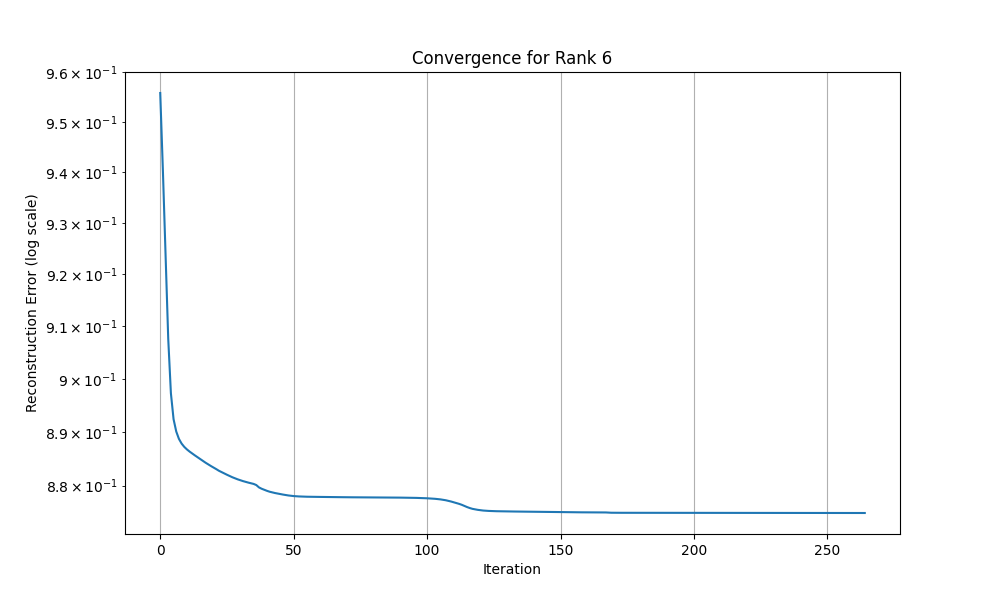 Convergence for Rank 6
Reconstruction Error (log scale)
9.6 × 10⁻¹
9.5 × 10⁻¹
9.4 × 10⁻¹
9.3 × 10⁻¹
9.2 × 10⁻¹
9.1 × 10⁻¹
9 × 10⁻¹
8.9 × 10⁻¹
8.8 × 10⁻¹
0 50 100 150 200 250
Iteration